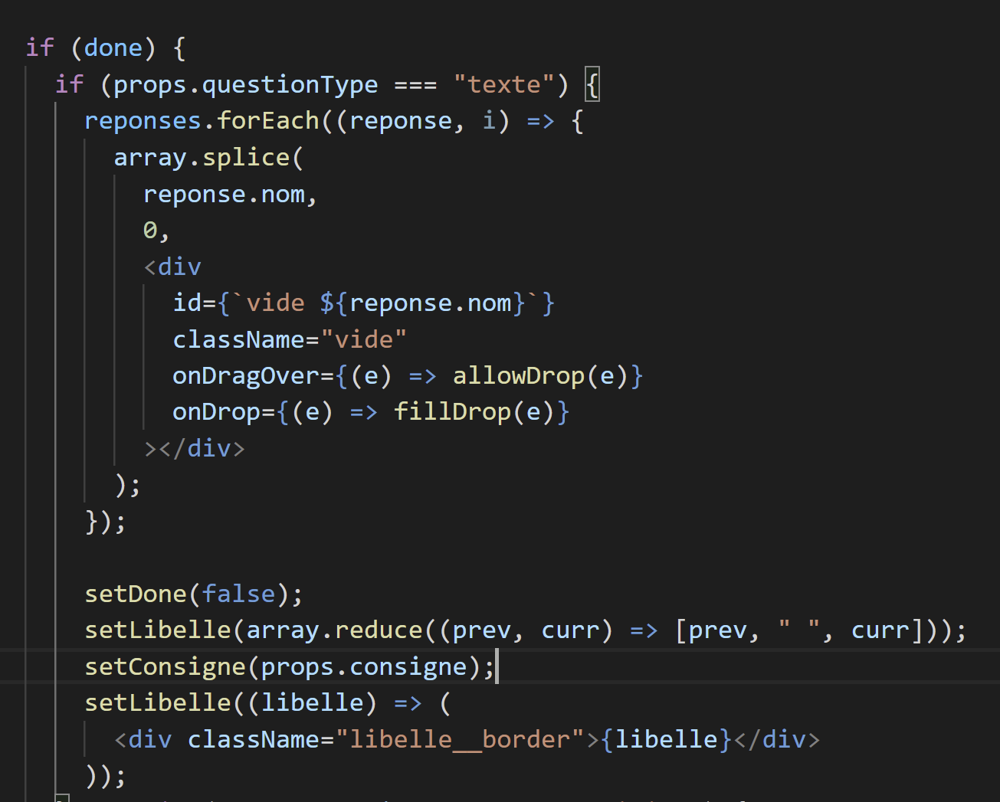 if (done) {
if (props.questionType === "texte") {
reponses.forEach((reponse, i) => {
array.splice(
reponse.nom,
0,
<div
id={`vide ${reponse.nom}`}
className="vide"
onDragOver={(e) => allowDrop(e)}
onDrop={(e) => fillDrop(e)}
></div>
);
});
setDone(false);
setLibelle(array.reduce((prev, curr) => [prev, " ", curr]));
setConsigne(props.consigne);
setLibelle((libelle) => (
<div className="libelle__border">{libelle}</div>
));